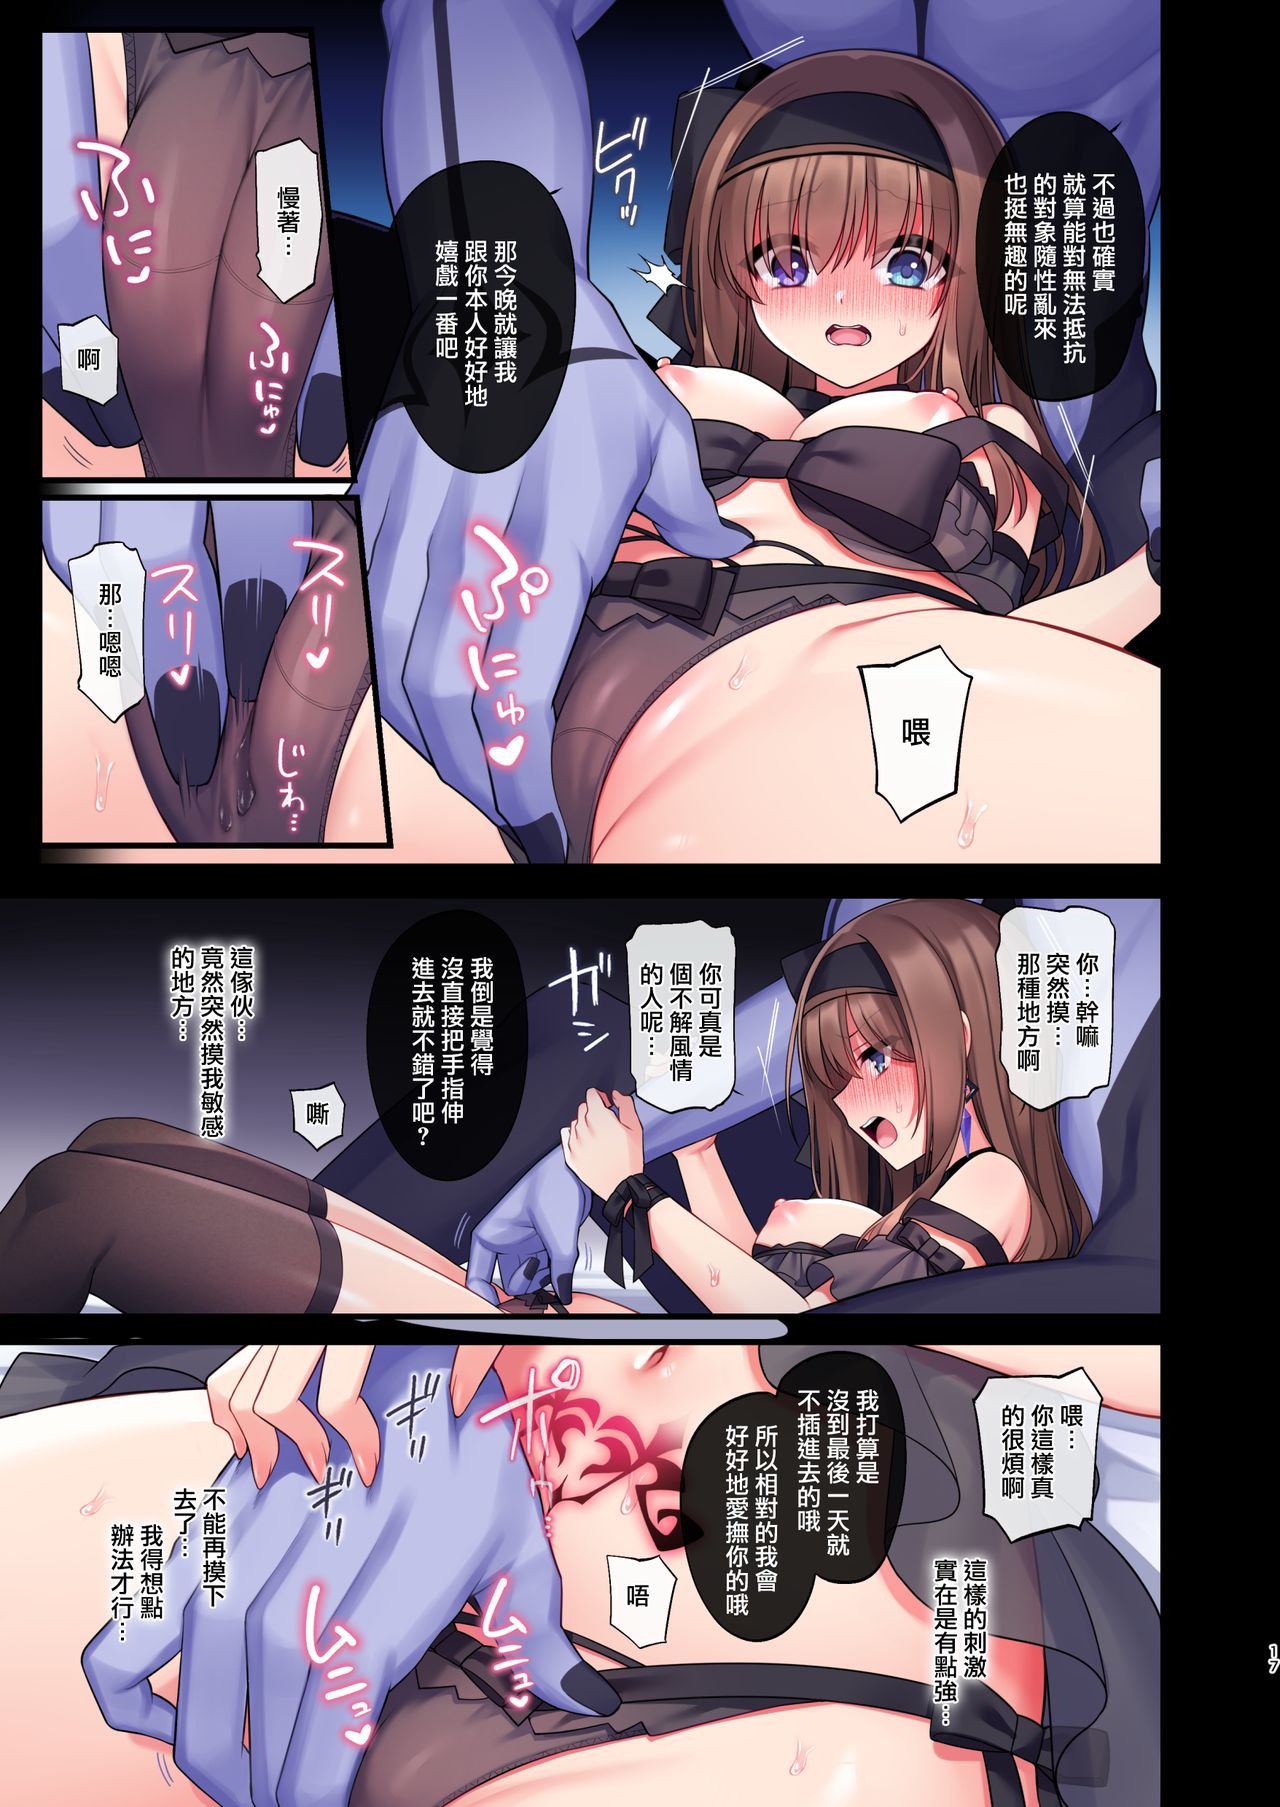 不過也確實
就算能對無法抵抗
的對象隨性亂來
也挺無趣的呢
ビクッ
那今晚就讓我
跟你本人好好地
嬉戲一番吧
ぷにゅ♥
喂
慢著…
ふに
ふにゅ♥
啊
スリ♥
スリ♥
那…嗯嗯
じわ…
你…幹嘛
突然摸…
那種地方啊
你可真是
個不解風情
的人呢…
ガシ
我倒是覺得
沒直接把手指伸
進去就不錯了吧?
嘶
這傢伙…
竟然突然摸我敏感
的地方…
喂…
你這樣真
的很煩啊
我打算是
沒到最後一天就
不插進去的哦
所以相對的我會
好好地愛撫你的哦
這樣的刺激
實在是有點強…
ポゥ…
唔
ギュ
ギュ
ムニュ♥
ムニュ♥
不能再摸下
去了…
我得想點
辦法才行…
17